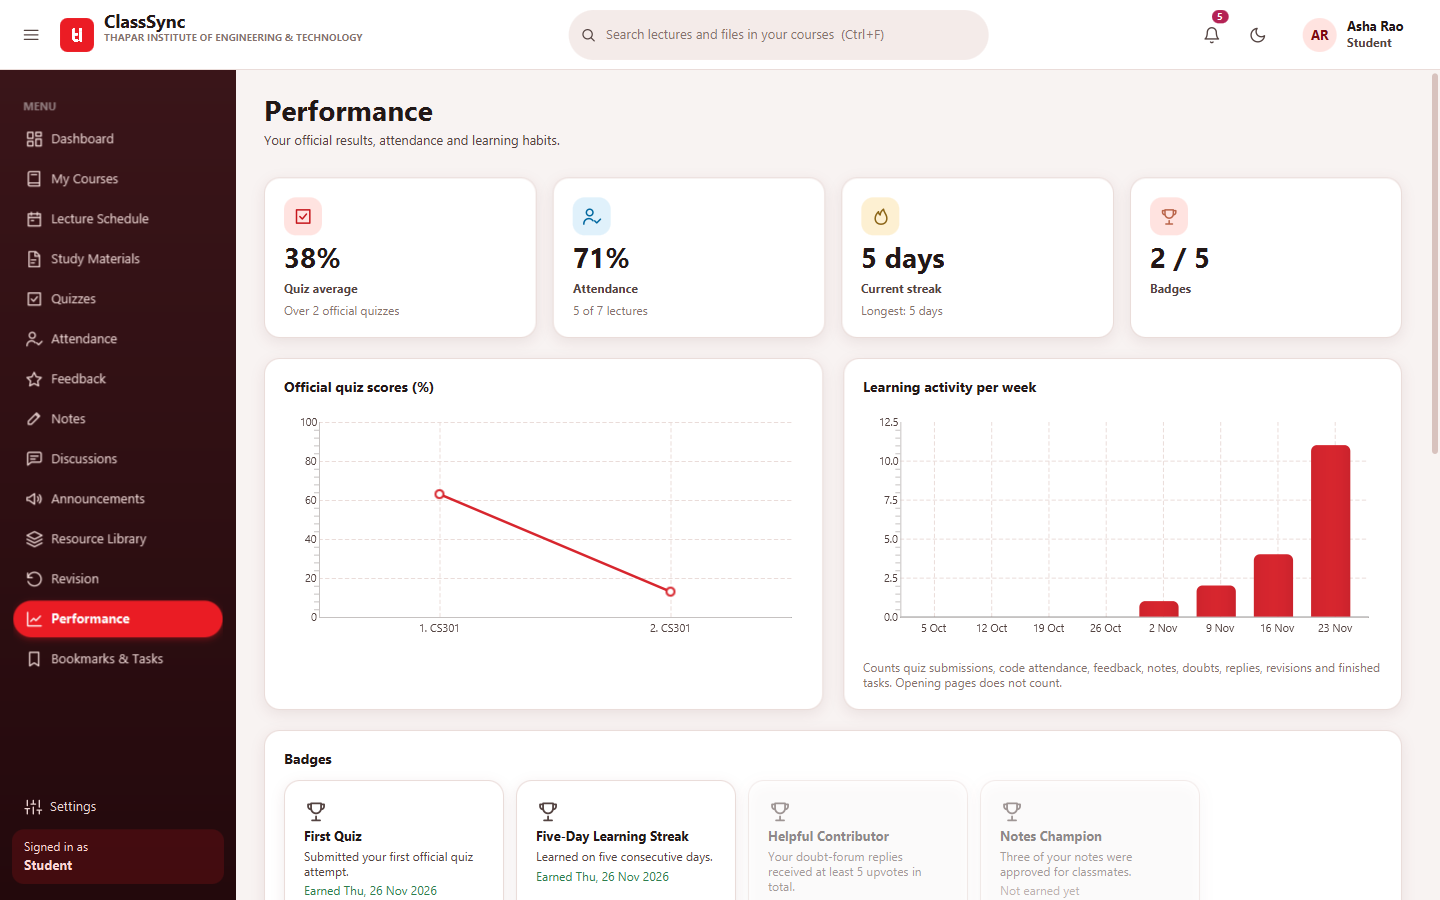 ClassSync
THAPAR INSTITUTE OF ENGINEERING & TECHNOLOGY
Search lectures and files in your courses (Ctrl+F)
5
AR
Asha Rao
Student
MENU
Dashboard
My Courses
Lecture Schedule
Study Materials
Quizzes
Attendance
Feedback
Notes
Discussions
Announcements
Resource Library
Revision
Performance
Bookmarks & Tasks
Settings
Signed in as
Student
Performance
Your official results, attendance and learning habits.
38%
Quiz average
Over 2 official quizzes
71%
Attendance
5 of 7 lectures
5 days
Current streak
Longest: 5 days
2 / 5
Badges
Official quiz scores (%)
100
80
60
40
20
0
1. CS301
2. CS301
Learning activity per week
12.5
10.0
7.5
5.0
2.5
0.0
5 Oct
12 Oct
19 Oct
26 Oct
2 Nov
9 Nov
16 Nov
23 Nov
Counts quiz submissions, code attendance, feedback, notes, doubts, replies, revisions and finished
tasks. Opening pages does not count.
Badges
First Quiz
Submitted your first official quiz
attempt.
Earned Thu, 26 Nov 2026
Five-Day Learning Streak
Learned on five consecutive days.
Earned Thu, 26 Nov 2026
Helpful Contributor
Your doubt-forum replies
received at least 5 upvotes in
total.
Notes Champion
Three of your notes were
approved for classmates.
Not earned yet